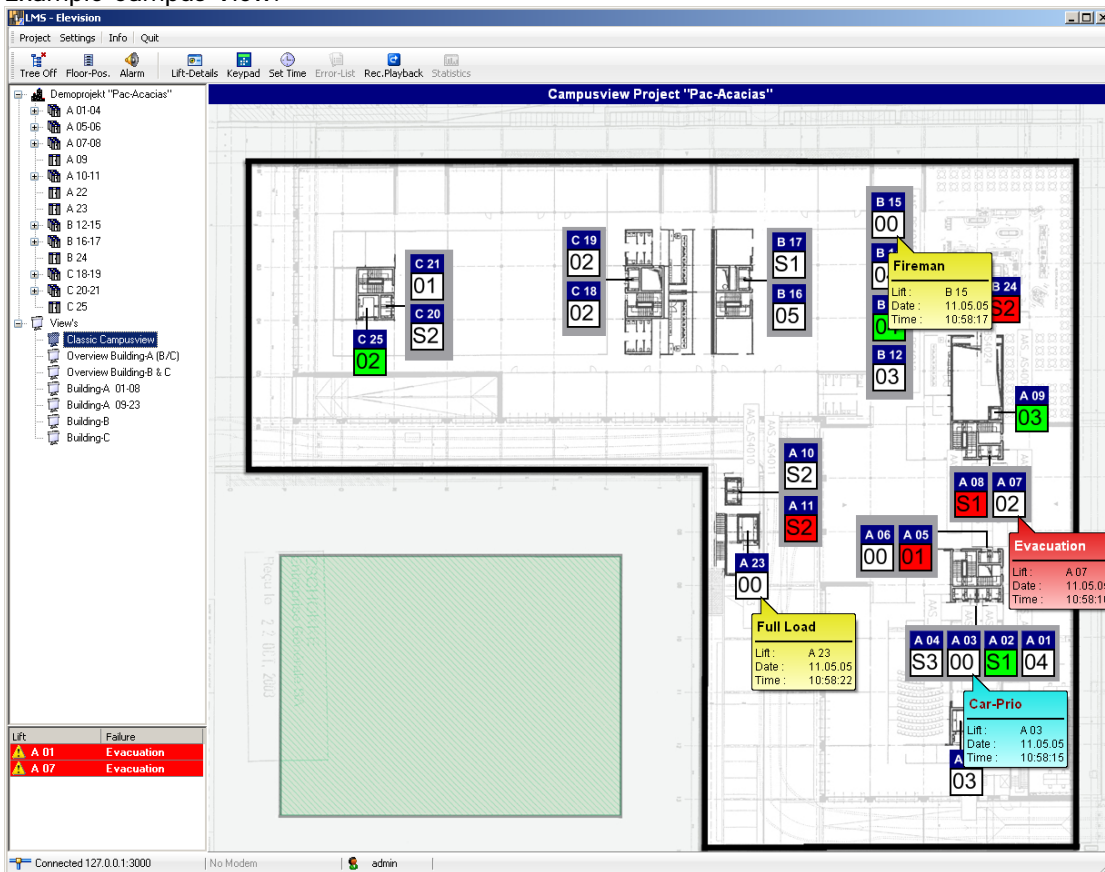 Example campus view:
LMS - Elevision
Project Settings Info Quit
Tree Off Floor-Pos. Alarm Lift-Details Keypad Set Time Error-List Rec.Playback Statistics
Demoprojekt "Pac-Acacias"
A 01-04
A 05-06
A 07-08
A 09
A 10-11
A 22
A 23
B 12-15
B 16-17
B 24
C 18-19
C 20-21
C 25
View's
Classic Campusview
Overview Building-A (B/C)
Overview Building-B & C
Building-A 01-08
Building-A 09-23
Building-B
Building-C
Lift Failure
A 01 Evacuation
A 07 Evacuation
Campusview Project "Pac-Acacias"
B 15
00
Fireman
Lift : B 15
Date : 11.05.05
Time : 10:58:17
B 12
03
B 24
S2
C 19
02
C 18
02
B 17
S1
B 16
05
C 21
01
C 20
S2
C 25
02
A 09
03
A 10
S2
A 11
S2
A 08 A 07
S1 02
Evacuation
Lift : A 07
Date :
Time :
A 06 A 05
00 01
A 23
00
Full Load
Lift : A 23
Date : 11.05.05
Time : 10:58:22
A 04 A 03 A 02 A 01
S3 00 S1 04
Car-Prio
Lift : A 03
Date : 11.05.05
Time : 10:58:15
03
Connected 127.0.0.1:3000 No Modem admin